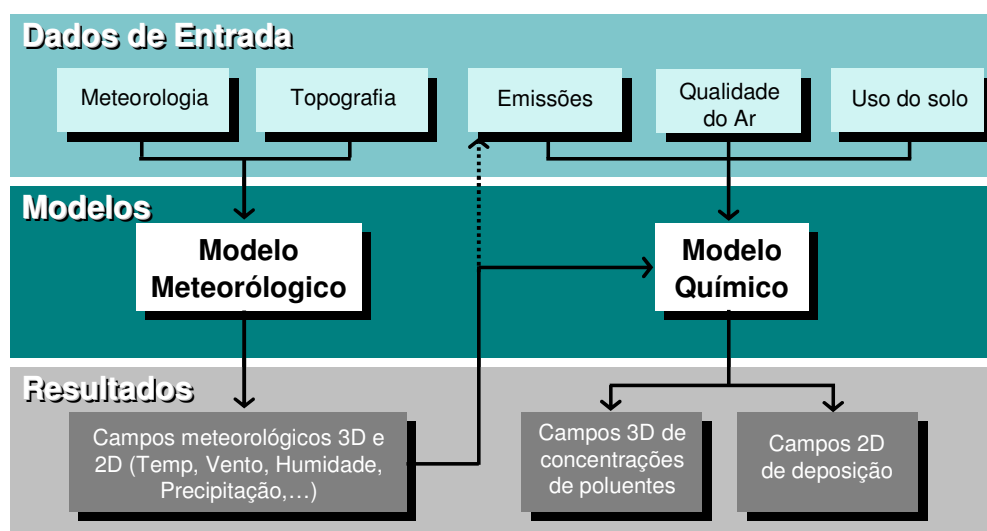 Dados de Entrada
Meteorologia
Topografia
Emissões
Qualidade
do Ar
Uso do solo
Modelos
Modelo
Meteorólogico
Modelo
Químico
Resultados
Campos meteorológicos 3D e
2D (Temp, Vento, Humidade,
Precipitação,…)
Campos 3D de
concentrações
de poluentes
Campos 2D
de deposição